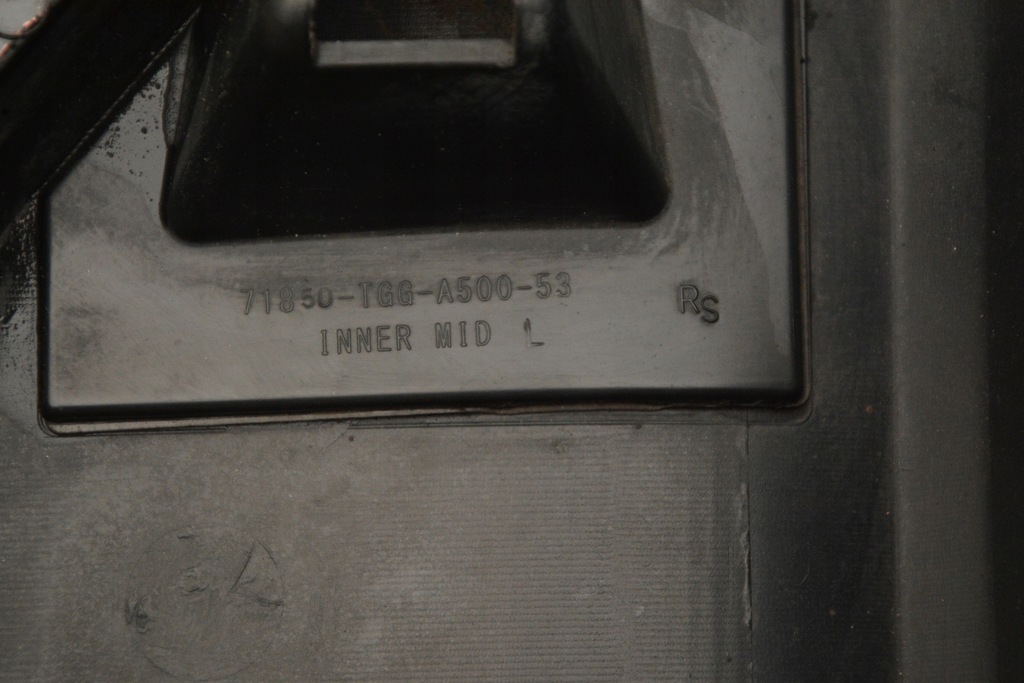 71850-TGG-A500-53
INNER MID L
RS